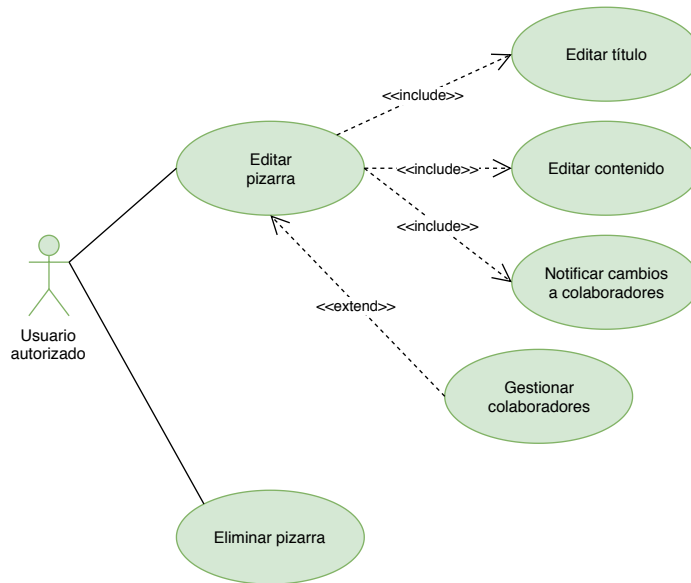 Editar título
<<include>>
Editar
pizarra
<<include>>
Editar contenido
<<include>>
Notificar cambios
a colaboradores
<<extend>>
Usuario
autorizado
Gestionar
colaboradores
Eliminar pizarra